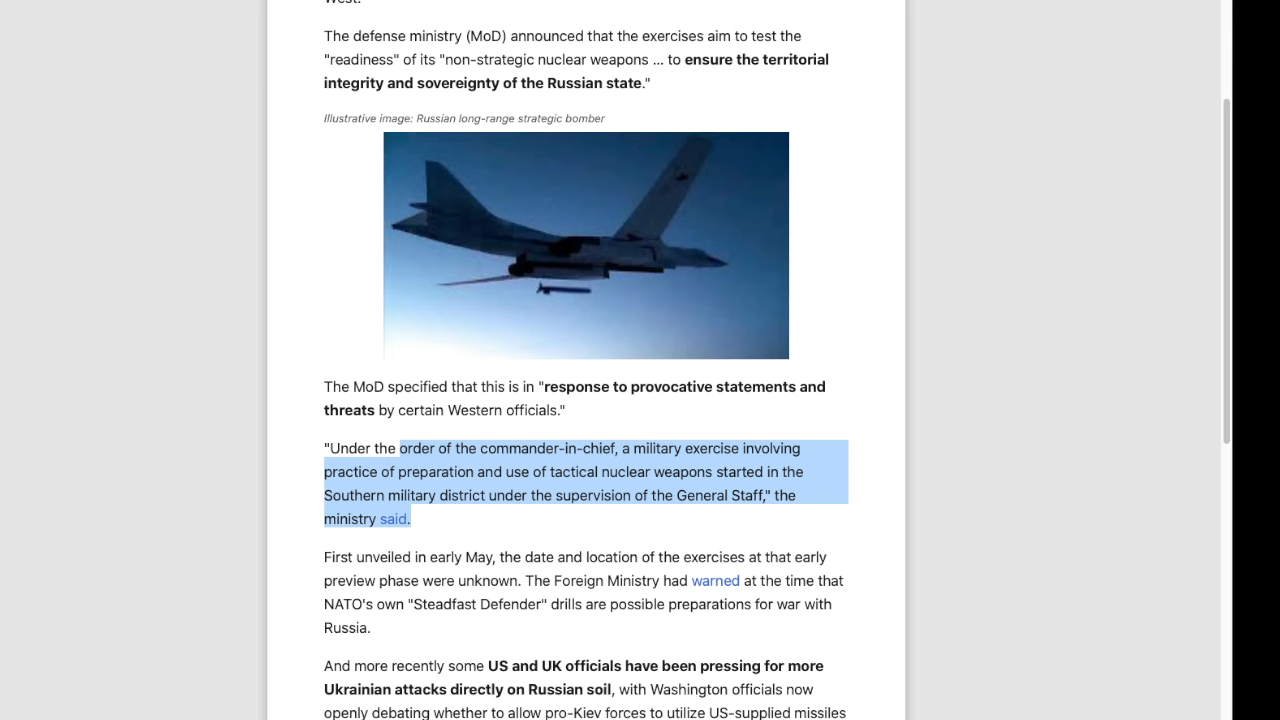 West.
The defense ministry (MoD) announced that the exercises aim to test the
"readiness" of its "non-strategic nuclear weapons ... to ensure the territorial
integrity and sovereignty of the Russian state."
Illustrative image: Russian long-range strategic bomber
The MoD specified that this is in "response to provocative statements and
threats by certain Western officials."
"Under the order of the commander-in-chief, a military exercise involving
practice of preparation and use of tactical nuclear weapons started in the
Southern military district under the supervision of the General Staff," the
ministry said.
First unveiled in early May, the date and location of the exercises at that early
preview phase were unknown. The Foreign Ministry had warned at the time that
NATO's own "Steadfast Defender" drills are possible preparations for war with
Russia.
And more recently some US and UK officials have been pressing for more
Ukrainian attacks directly on Russian soil, with Washington officials now
openly debating whether to allow pro-Kiev forces to utilize US-supplied missiles